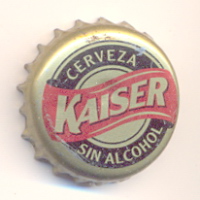 CERVEZA
KAISER
SIN ALCOHOL